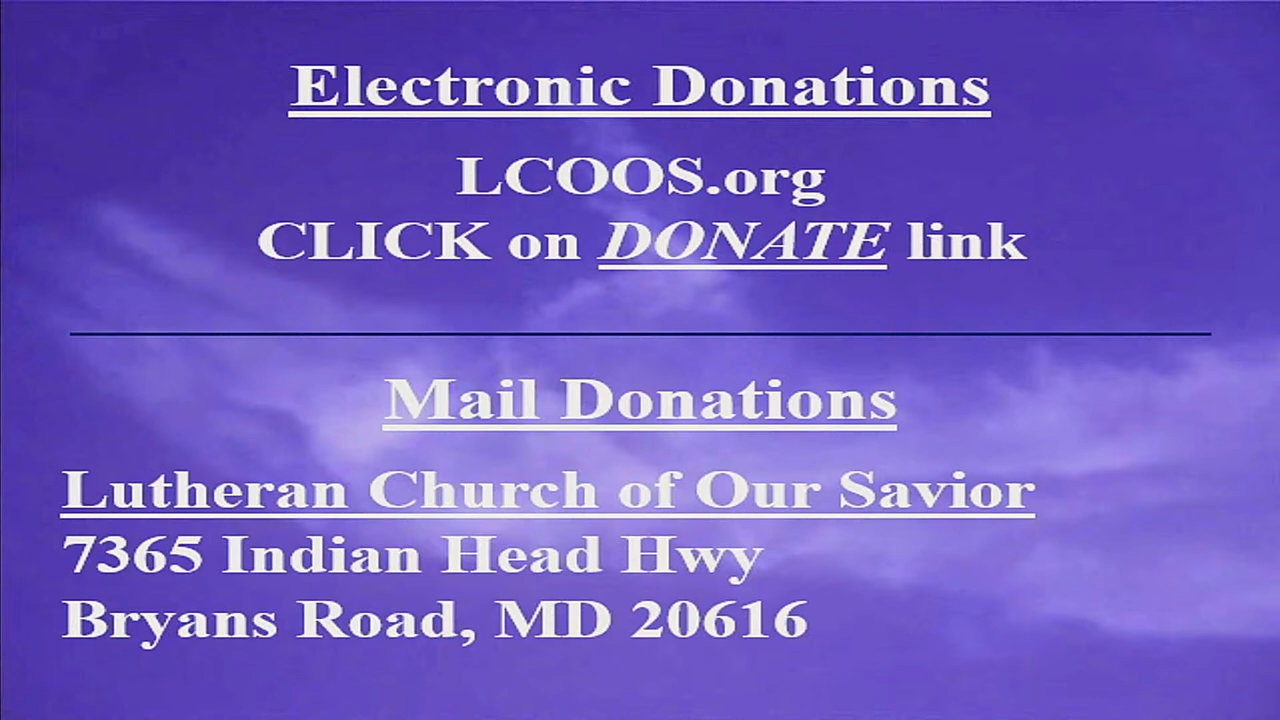 Electronic Donations
LCOOS.org
CLICK on DONATE link
Mail Donations
Lutheran Church of Our Savior
7365 Indian Head Hwy
Bryans Road, MD 20616